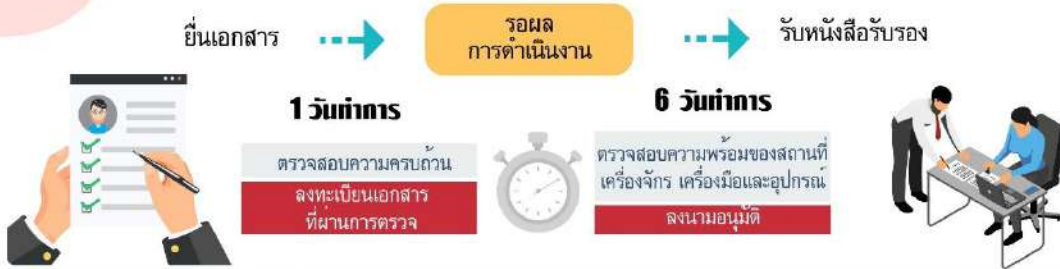 ยื่นเอกสาร
รอผล
การดำเนินงาน
รับหนังสือรับรอง
1 วันทำการ
ตรวจสอบความครบถ้วน
ลงทะเบียนเอกสาร
ที่ผ่านการตรวจ
6 วันทำการ
ตรวจสอบความพร้อมของสถานที่
เครื่องจักร เครื่องมือและอุปกรณ์
ลงนามอนุมัติ